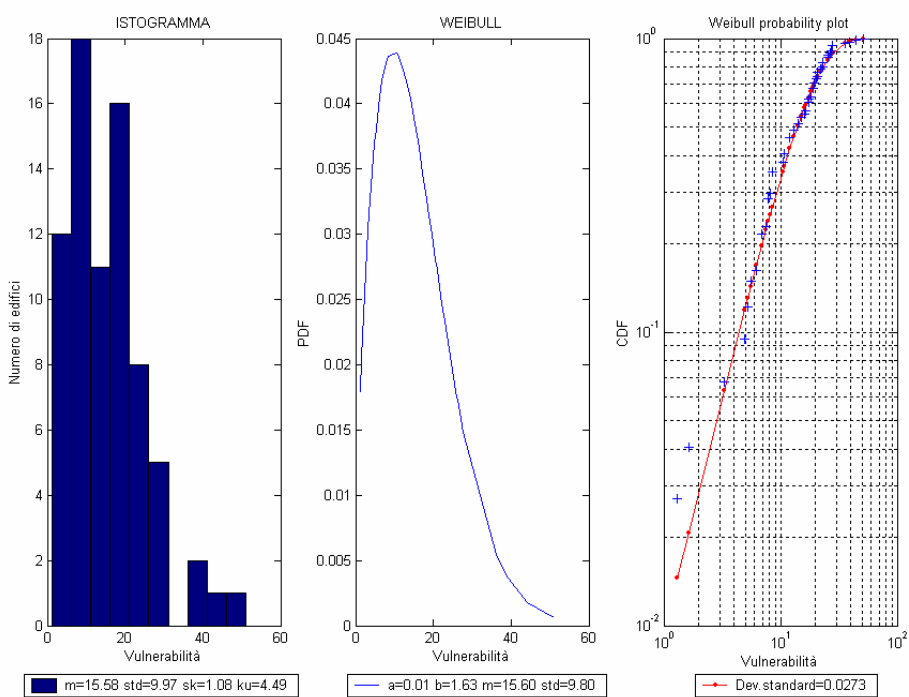 ISTOGRAMMA
18
16
14
12
10
8
6
4
2
0
Numero di edifici
0 20 40 60
Vulnerabilità
m=15.58 std=9.97 sk=1.08 ku=4.49
WEIBULL
0.045
0.04
0.035
0.03
0.025
0.02
0.015
0.01
0.005
0
PDF
0 20 40 60
Vulnerabilità
a=0.01 b=1.63 m=15.60 std=9.80
Weibull probability plot
10^0
10^-1
10^-2
CDF
10^0 10^1 10^2
Vulnerabilità
Dev.standard=0.0273